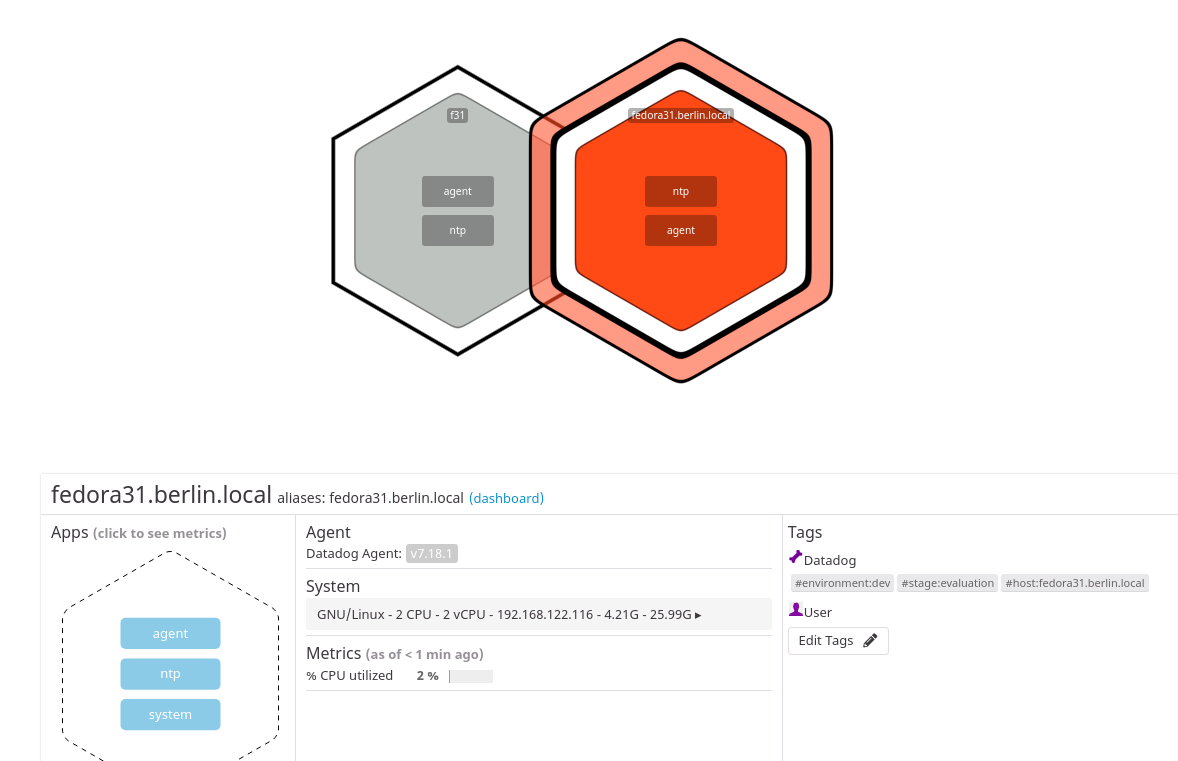 f31
agent
ntp
fedora31.berlin.local
ntp
agent
fedora31.berlin.local aliases: fedora31.berlin.local (dashboard)
Apps (click to see metrics)
agent
ntp
system
Agent
Datadog Agent: v7.18.1
System
GNU/Linux - 2 CPU - 2 vCPU - 192.168.122.116 - 4.21G - 25.99G ▸
Metrics (as of < 1 min ago)
% CPU utilized 2 %
Tags
Datadog
#environment:dev #stage:evaluation #host:fedora31.berlin.local
User
Edit Tags